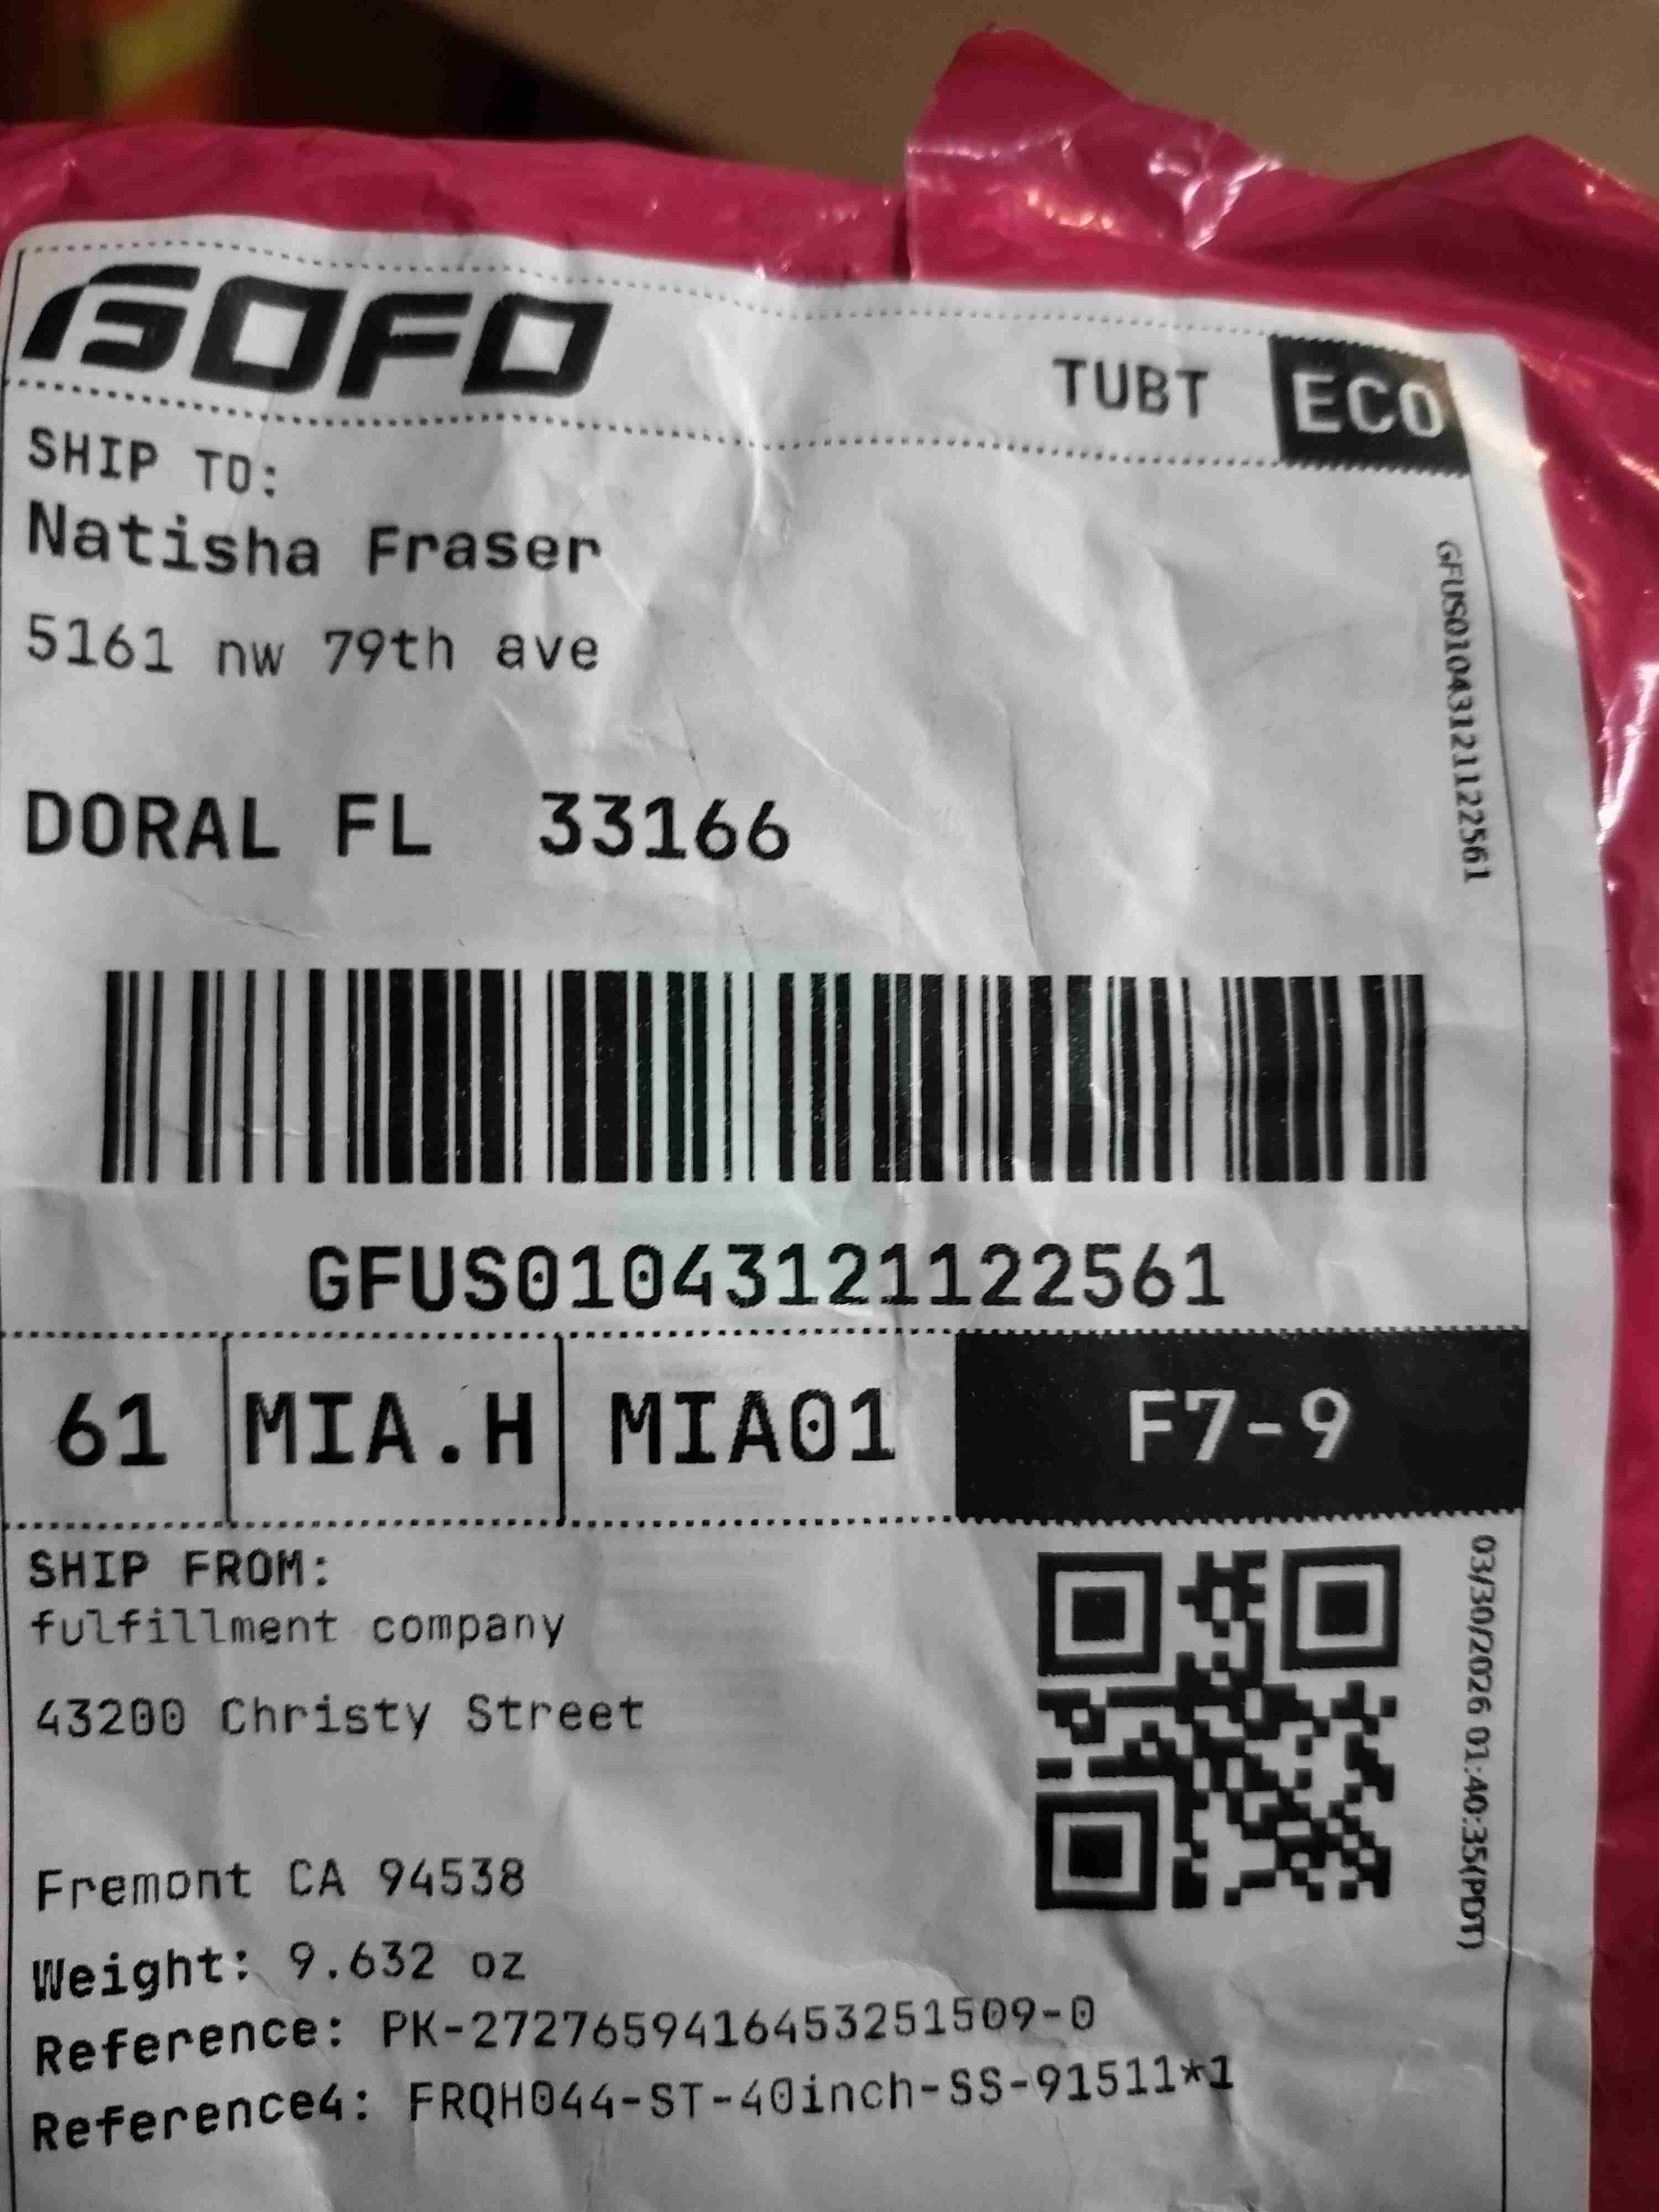 GOFO
TUBT ECO
SHIP TO:
Natisha Fraser
5161 nw 79th ave
DORAL FL 33166
GFUS01043121122561
GFUS01043121122561
61 MIA.H MIA01 F7-9
SHIP FROM:
fulfillment company
43200 Christy Street
Fremont CA 94538
03/30/2026 01:40:35(PDT)
Weight: 9.632 oz
Reference: PK-2727659416453251509-0
Reference4: FRQH044-ST-40inch-SS-91511*1